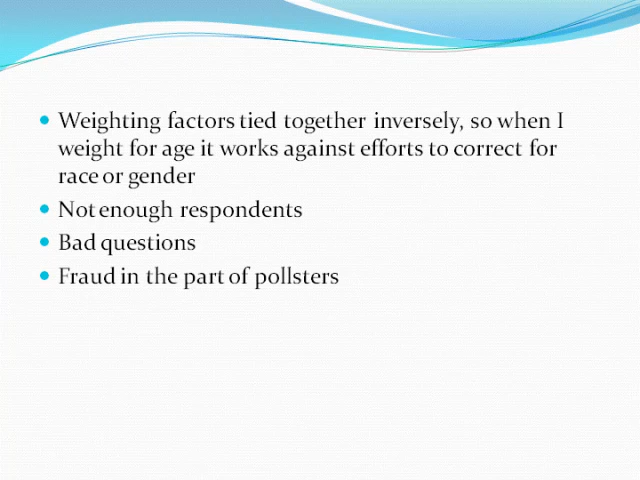 Weighting factors tied together inversely, so when I
weight for age it works against efforts to correct for
race or gender
Not enough respondents
Bad questions
Fraud in the part of pollsters